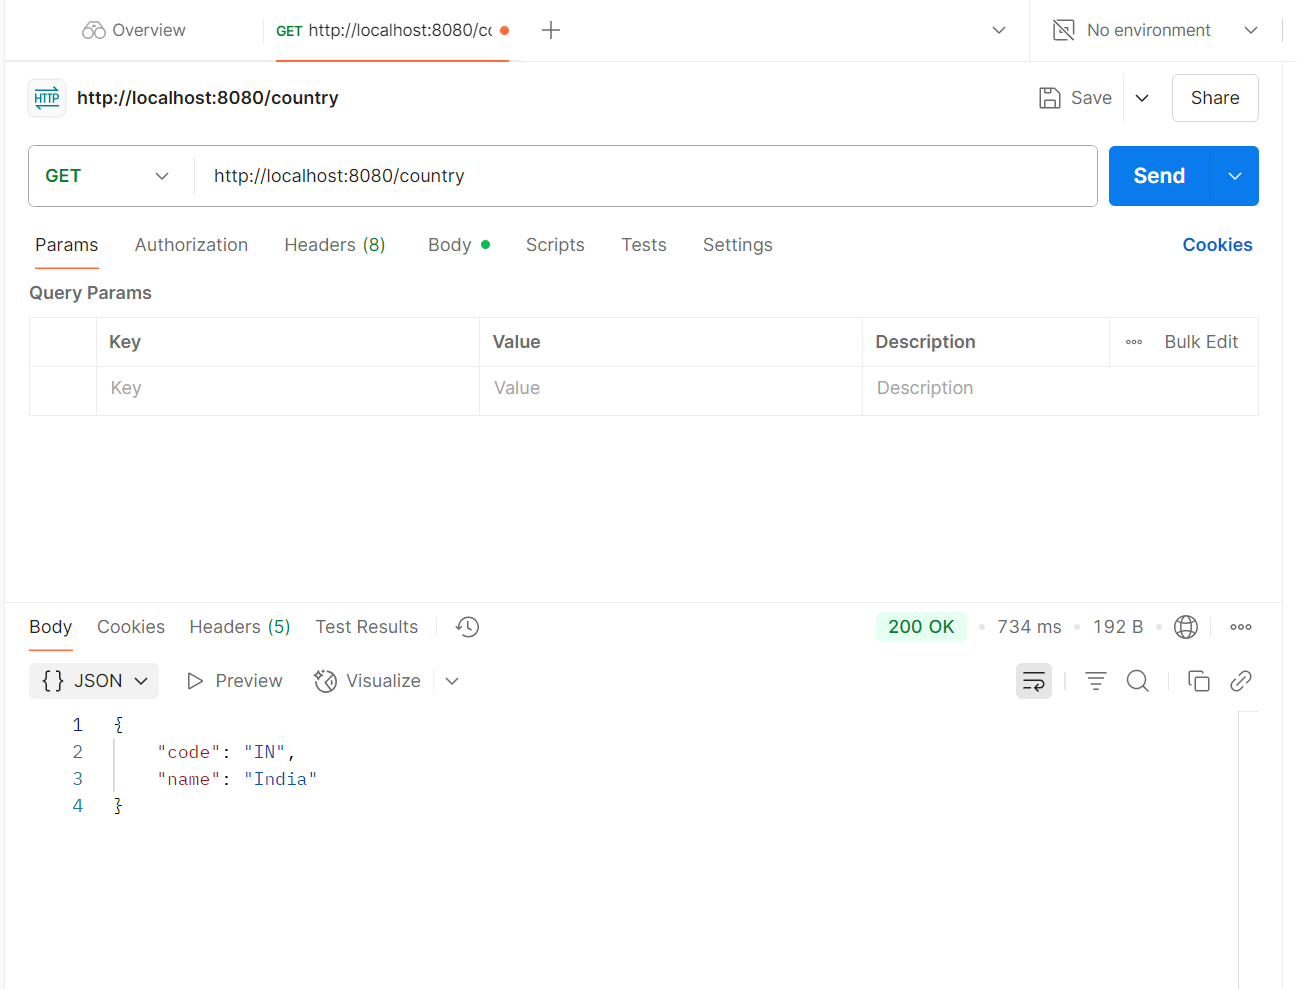 Overview
GET http://localhost:8080/cc
No environment
HTTP http://localhost:8080/country
Save
Share
GET http://localhost:8080/country
Send
Params Authorization Headers (8) Body Scripts Tests Settings Cookies
Query Params
Key Value Description Bulk Edit
Key Value Description
Body Cookies Headers (5) Test Results 200 OK 734 ms 192 B
{} JSON Preview Visualize
1 {
2 "code": "IN",
3 "name": "India"
4 }